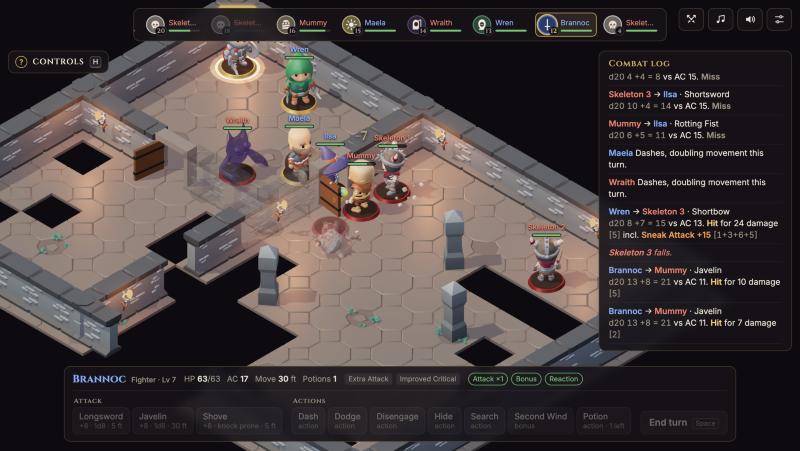 Skelet...
20
Skelet...
18
Mummy
16
Maela
15
Wraith
14
Wren
13
Brannoc
12
Skelet...
4
? CONTROLS H
Wren
Wraith
Maela
Ilsa
7
Skeleton
Mummy
Skeleton 2
COMBAT LOG
d20 4 +4 = 8 vs AC 15. Miss
Skeleton 3 → Ilsa · Shortsword
d20 10 +4 = 14 vs AC 15. Miss
Mummy → Ilsa · Rotting Fist
d20 6 +5 = 11 vs AC 15. Miss
Maela Dashes, doubling movement this
turn.
Wraith Dashes, doubling movement this
turn.
Wren → Skeleton 3 · Shortbow
d20 8 +7 = 15 vs AC 13. Hit for 24 damage
[5] incl. Sneak Attack +15 [1+3+6+5]
Skeleton 3 falls.
Brannoc → Mummy · Javelin
d20 13 +8 = 21 vs AC 11. Hit for 10 damage
[5]
Brannoc → Mummy · Javelin
d20 13 +8 = 21 vs AC 11. Hit for 7 damage
[2]
BRANNOC Fighter · Lv 7 HP 63/63 AC 17 Move 30 ft Potions 1 Extra Attack Improved Critical Attack ×1 Bonus Reaction
ATTACK
Longsword
+8 · 1d8 · 5 ft
Javelin
+8 · 1d6 · 30 ft
Shove
+8 · knock prone · 5 ft
ACTIONS
Dash
action
Dodge
action
Disengage
action
Hide
action
Search
action
Second Wind
bonus
Potion
action · 1 left
End turn Space